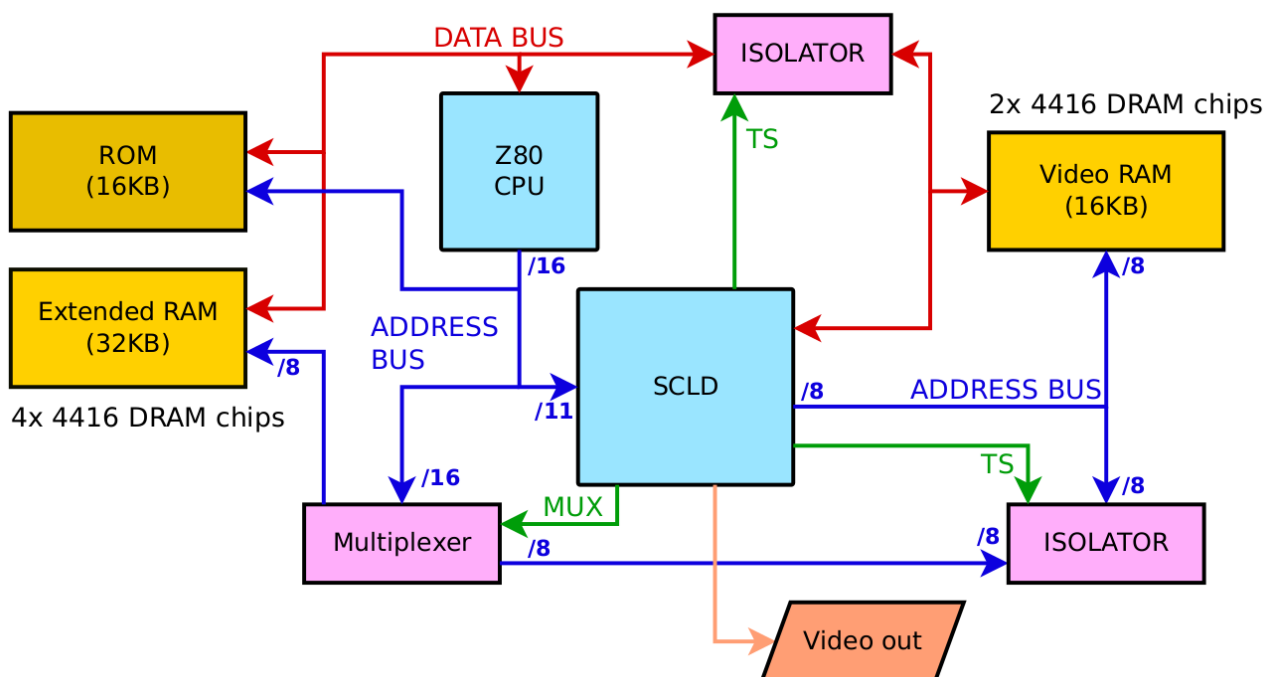 DATA BUS
ISOLATOR
2x 4416 DRAM chips
TS
ROM
(16KB)
Z80
CPU
Video RAM
(16KB)
/16
/8
Extended RAM
(32KB)
ADDRESS
BUS
/8
SCLD
/8
ADDRESS BUS
/11
4x 4416 DRAM chips
/16
TS
/8
MUX
Multiplexer
/8
/8
ISOLATOR
Video out